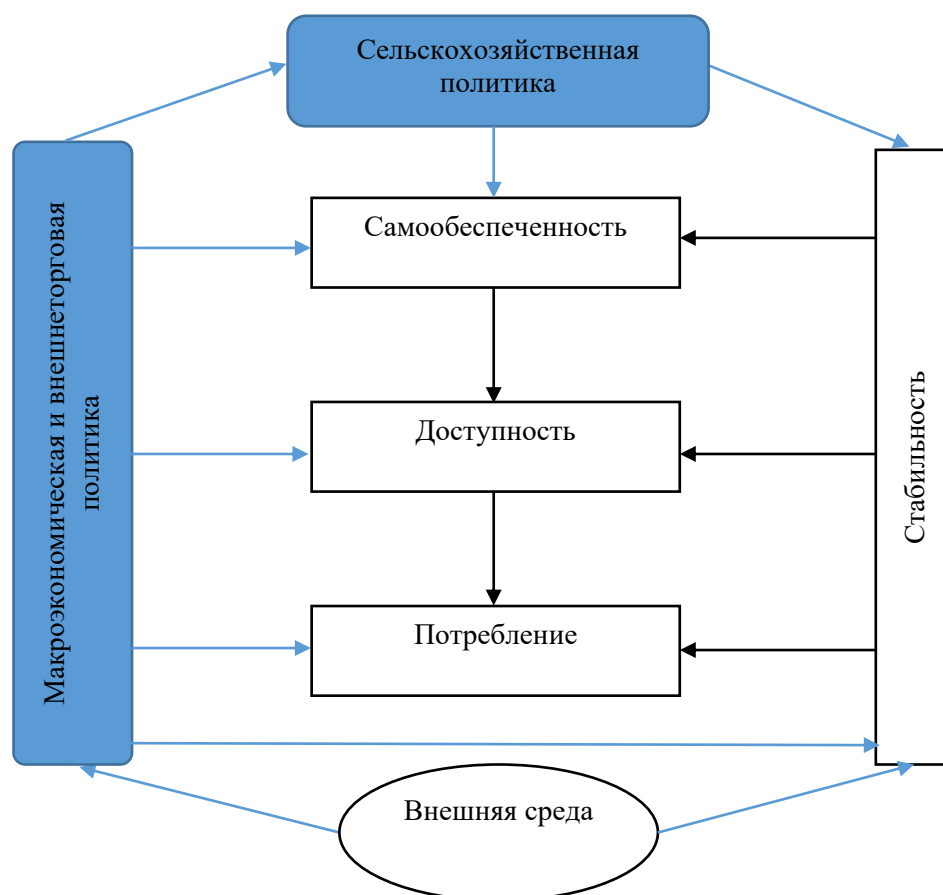 Сельскохозяйственная
политика
Макроэкономическая и внешнеторговая
политика
Самообеспеченность
Доступность
Потребление
Стабильность
Внешняя среда